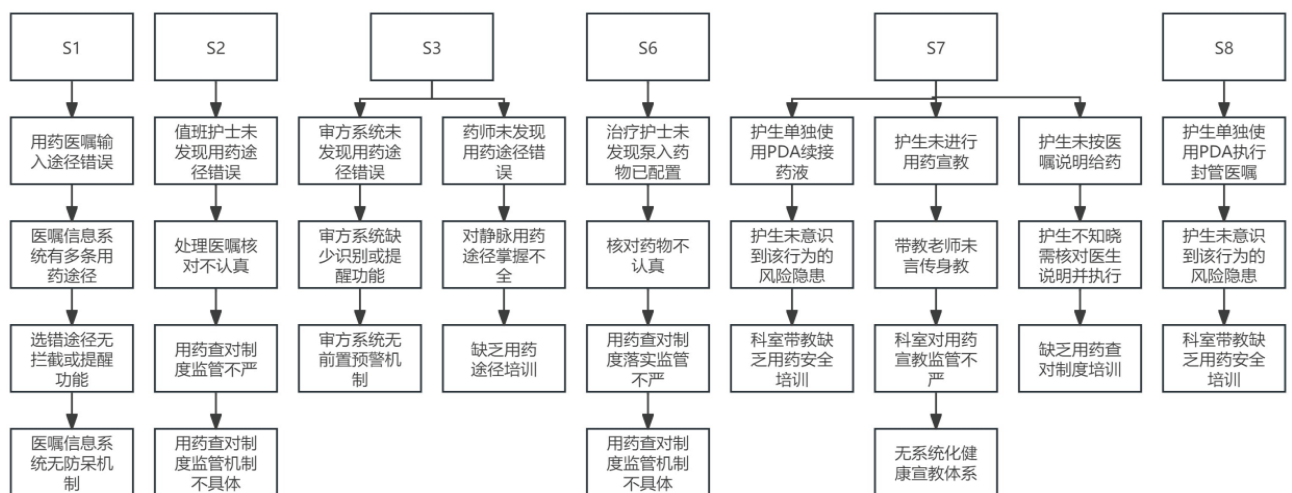 S1
S2
S3
S6
S7
S8
用药医嘱输
入途径错误
值班护士未
发现用药途
径错误
审方系统未
发现用药途
径错误
药师未发现
用药途径错
误
治疗护士未
发现泵入药
物已配置
护生单独使
用PDA续接
药液
护生未进行
用药宣教
护生未按医
嘱说明给药
护生单独使
用PDA执行
封管医嘱
医嘱信息系
统有多条用
药途径
处理医嘱核
对不认真
审方系统缺
少识别或提
醒功能
对静脉用药
途径掌握不
全
核对药物不
认真
护生未意识
到该行为的
风险隐患
带教老师未
言传身教
护生不知晓
需核对医生
说明并执行
护生未意识
到该行为的
风险隐患
选错途径无
拦截或提醒
功能
用药查对制
度监管不严
审方系统无
前置预警机
制
缺乏用药
途径培训
用药查对制
度落实监管
不严
科室带教缺
乏用药安全
培训
科室对用药
宣教监管不
严
缺乏用药查
对制度培训
科室带教缺
乏用药安全
培训
医嘱信息系
统无防呆机
制
用药查对制
度监管机制
不具体
用药查对制
度监管机制
不具体
无系统化健
康宣教体系